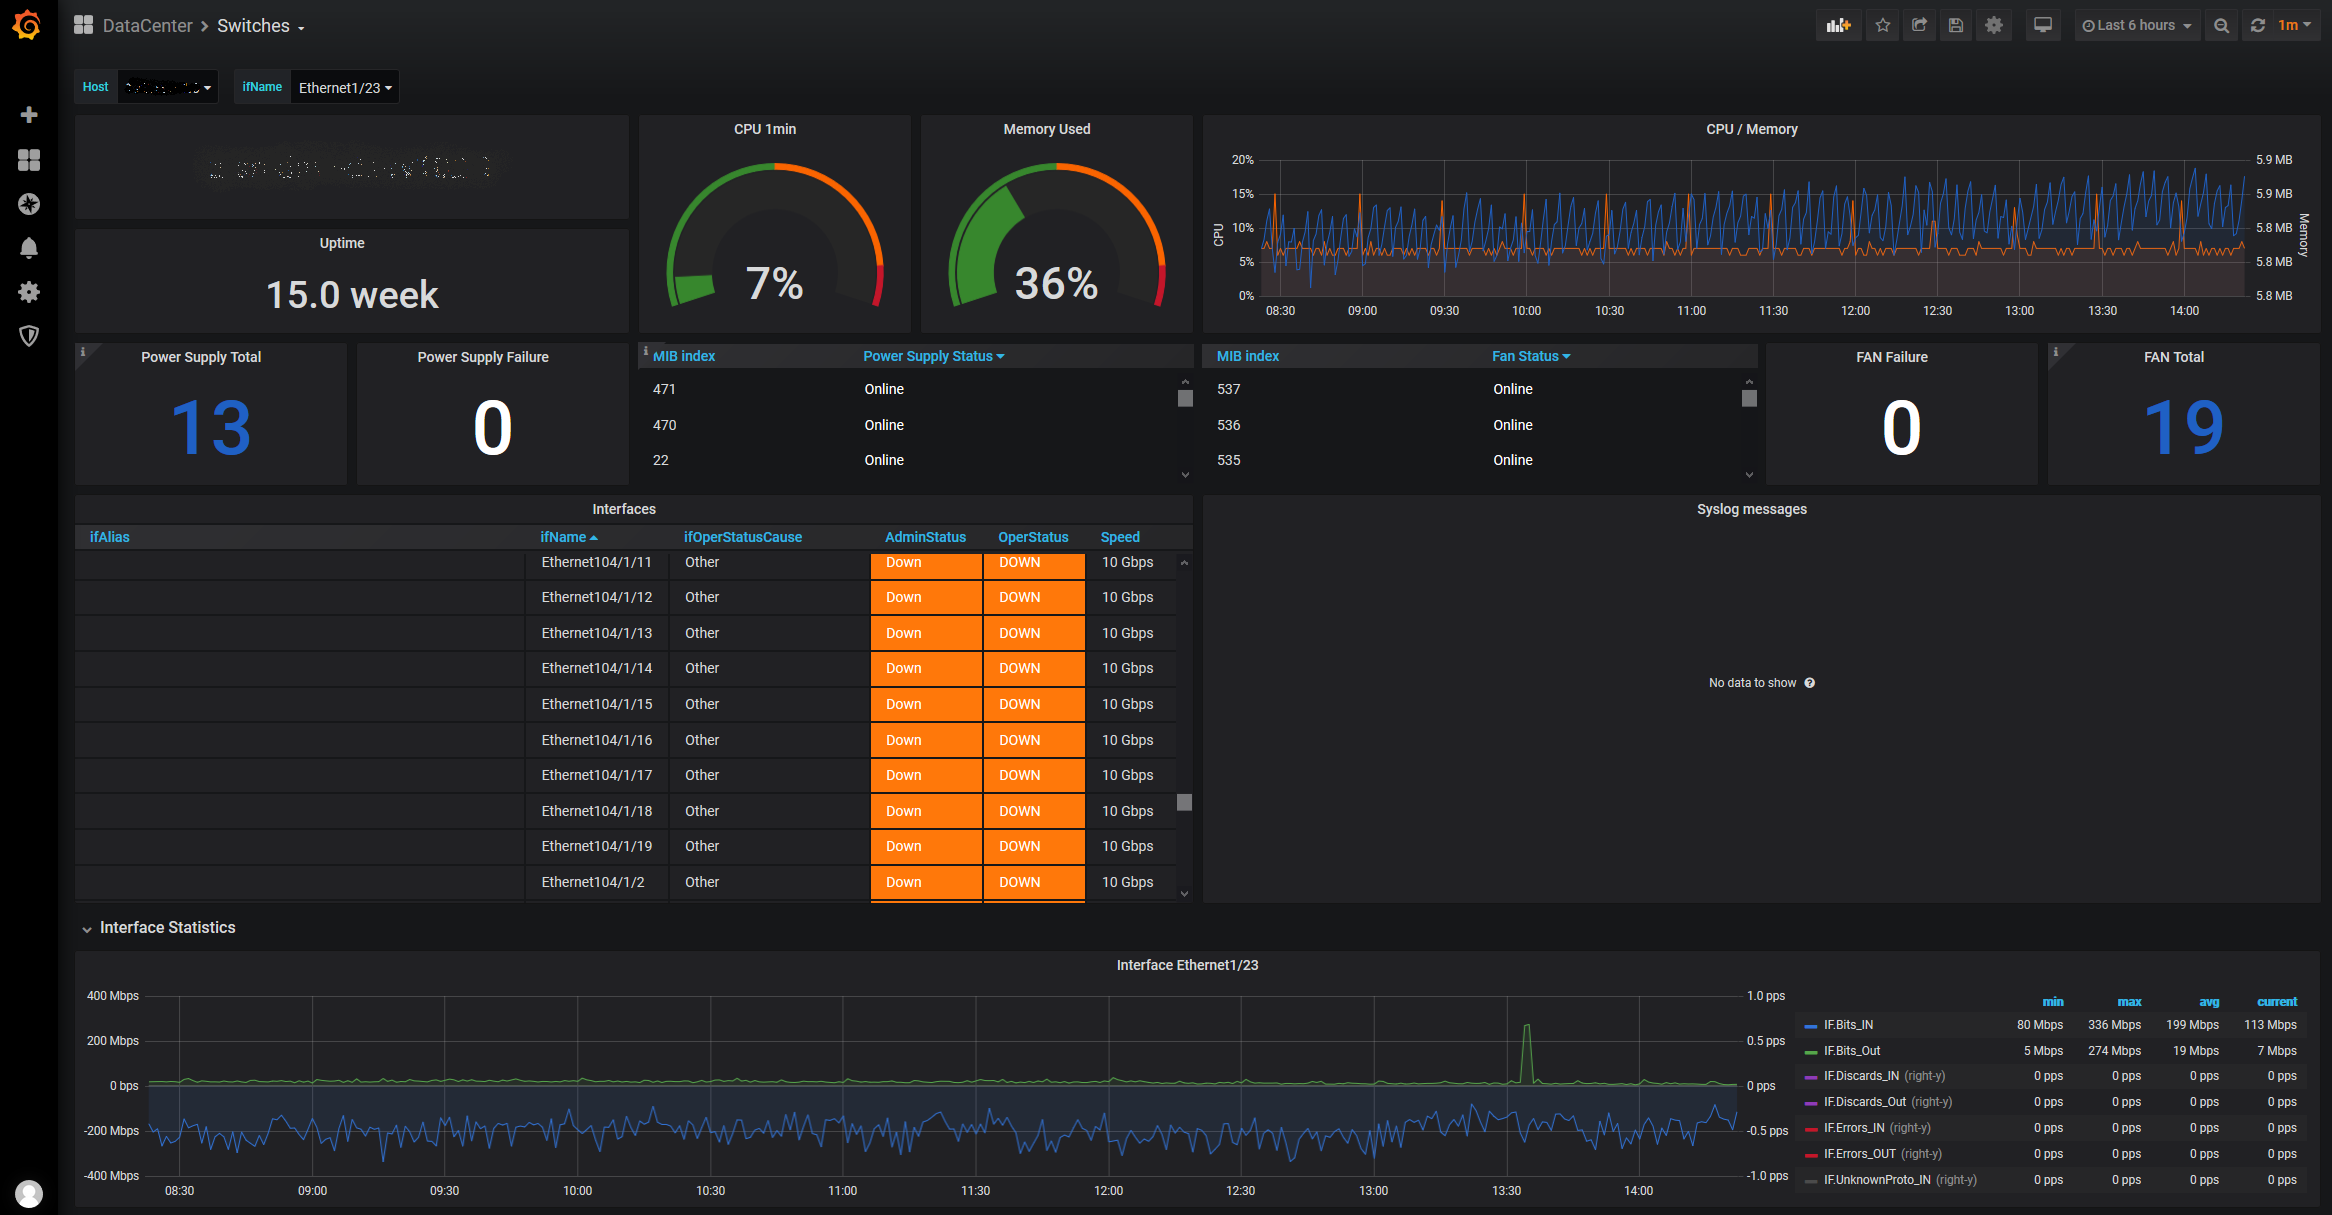 DataCenter > Switches
Last 6 hours 1m
Host ifName Ethernet1/23
Uptime
15.0 week
CPU 1min
7%
Memory Used
36%
CPU / Memory
20% 5.9 MB
15% 5.9 MB
10% 5.8 MB
5% 5.8 MB
0% 5.8 MB
CPU
Memory
08:30 09:00 09:30 10:00 10:30 11:00 11:30 12:00 12:30 13:00 13:30 14:00
Power Supply Total
13
Power Supply Failure
0
MIB index Power Supply Status
471 Online
470 Online
22 Online
MIB index Fan Status
537 Online
536 Online
535 Online
FAN Failure
0
FAN Total
19
Interfaces
ifAlias ifName ifOperStatusCause AdminStatus OperStatus Speed
Ethernet104/1/11 Other Down DOWN 10 Gbps
Ethernet104/1/12 Other Down DOWN 10 Gbps
Ethernet104/1/13 Other Down DOWN 10 Gbps
Ethernet104/1/14 Other Down DOWN 10 Gbps
Ethernet104/1/15 Other Down DOWN 10 Gbps
Ethernet104/1/16 Other Down DOWN 10 Gbps
Ethernet104/1/17 Other Down DOWN 10 Gbps
Ethernet104/1/18 Other Down DOWN 10 Gbps
Ethernet104/1/19 Other Down DOWN 10 Gbps
Ethernet104/1/2 Other Down DOWN 10 Gbps
Syslog messages
No data to show
Interface Statistics
Interface Ethernet1/23
400 Mbps 1.0 pps
200 Mbps 0.5 pps
0 bps 0 pps
-200 Mbps -0.5 pps
-400 Mbps -1.0 pps
08:30 09:00 09:30 10:00 10:30 11:00 11:30 12:00 12:30 13:00 13:30 14:00
min max avg current
IF.Bits_IN 80 Mbps 336 Mbps 199 Mbps 113 Mbps
IF.Bits_Out 5 Mbps 274 Mbps 19 Mbps 7 Mbps
IF.Discards_IN (right-y) 0 pps 0 pps 0 pps 0 pps
IF.Discards_Out (right-y) 0 pps 0 pps 0 pps 0 pps
IF.Errors_IN (right-y) 0 pps 0 pps 0 pps 0 pps
IF.Errors_OUT (right-y) 0 pps 0 pps 0 pps 0 pps
IF.UnknownProto_IN (right-y) 0 pps 0 pps 0 pps 0 pps